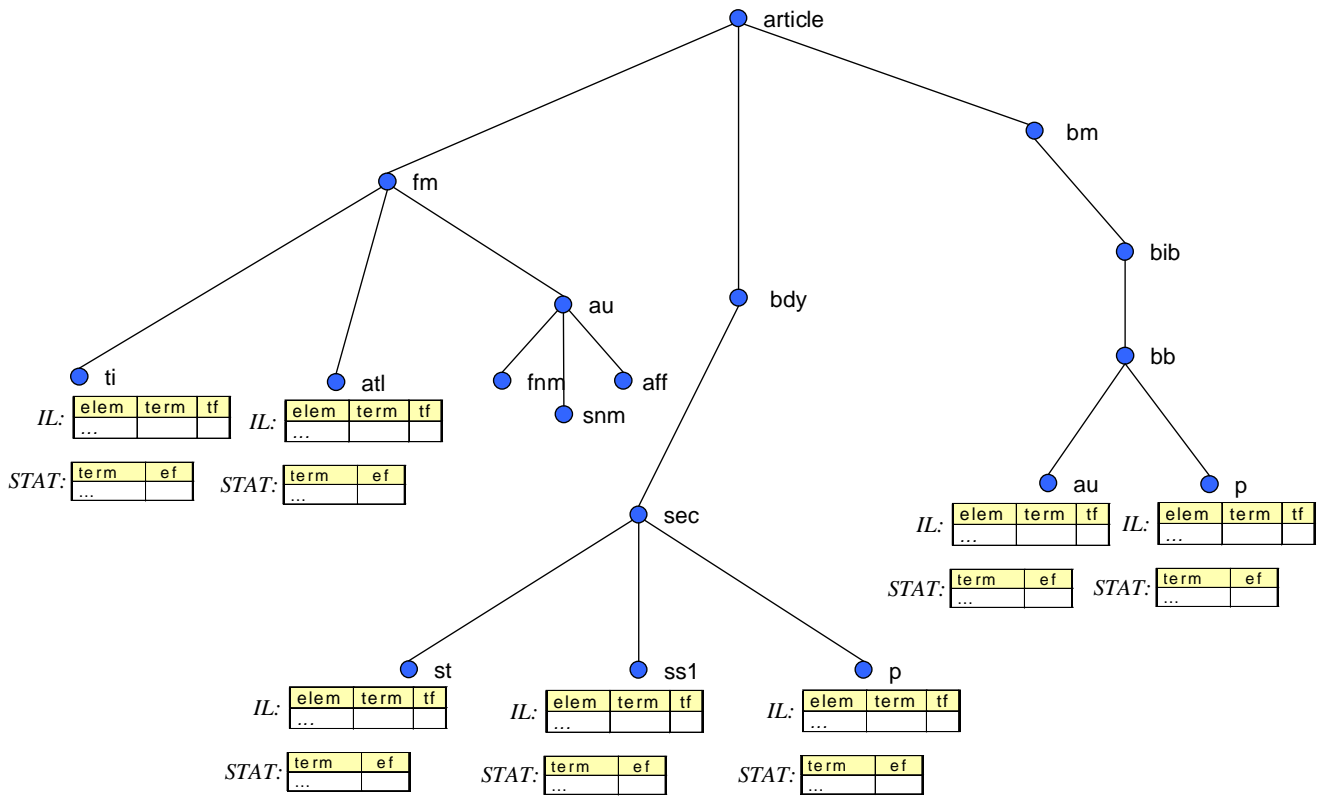 article
bm
fm
bib
au
bdy
bb
ti
atl
fnm
aff
snm
IL:
elem term tf
...
IL:
elem term tf
...
STAT:
term ef
...
STAT:
term ef
...
au
p
sec
IL:
elem term tf
...
IL:
elem term tf
...
STAT:
term ef
...
STAT:
term ef
...
st
ss1
p
IL:
elem term tf
...
IL:
elem term tf
...
IL:
elem term tf
...
STAT:
term ef
...
STAT:
term ef
...
STAT:
term ef
...